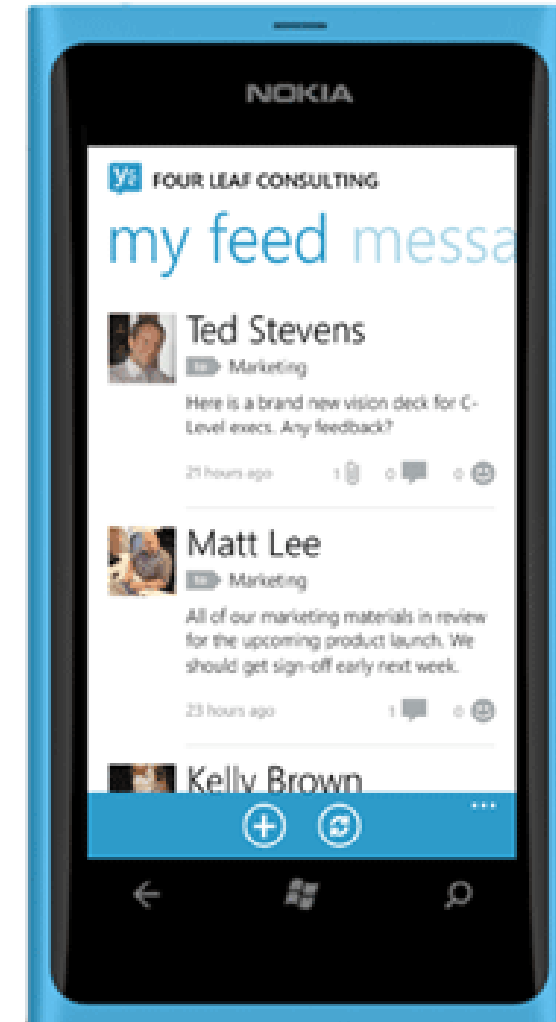 NOKIA
FOUR LEAF CONSULTING
my feed messa
Ted Stevens
to Marketing
Here is a brand new vision deck for C-
Level execs. Any feedback?
21 hours ago 1 0 0
Matt Lee
to Marketing
All of our marketing materials in review
for the upcoming product launch. We
should get sign-off early next week.
23 hours ago 1 0
Kelly Brown